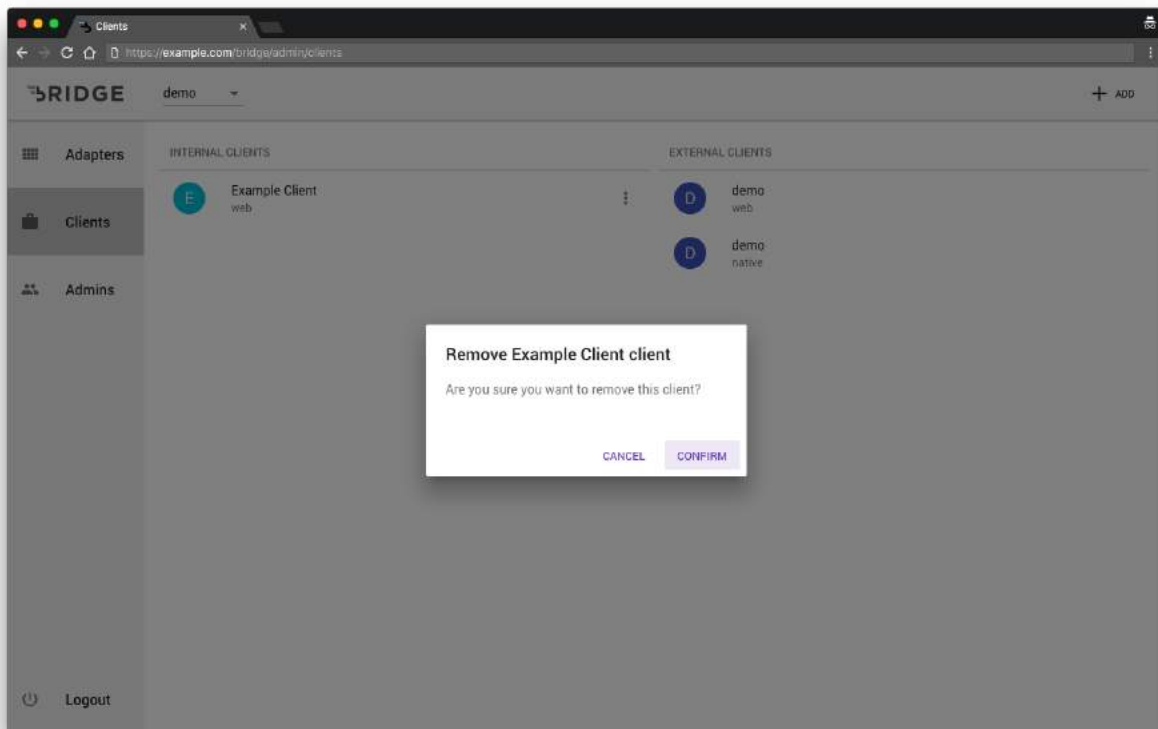 Clients
https://example.com/bridge/admin/clients
BRIDGE
demo
ADD
Adapters
Clients
Admins
Logout
INTERNAL CLIENTS
E
Example Client
web
EXTERNAL CLIENTS
D
demo
web
D
demo
native
Remove Example Client client
Are you sure you want to remove this client?
CANCEL CONFIRM